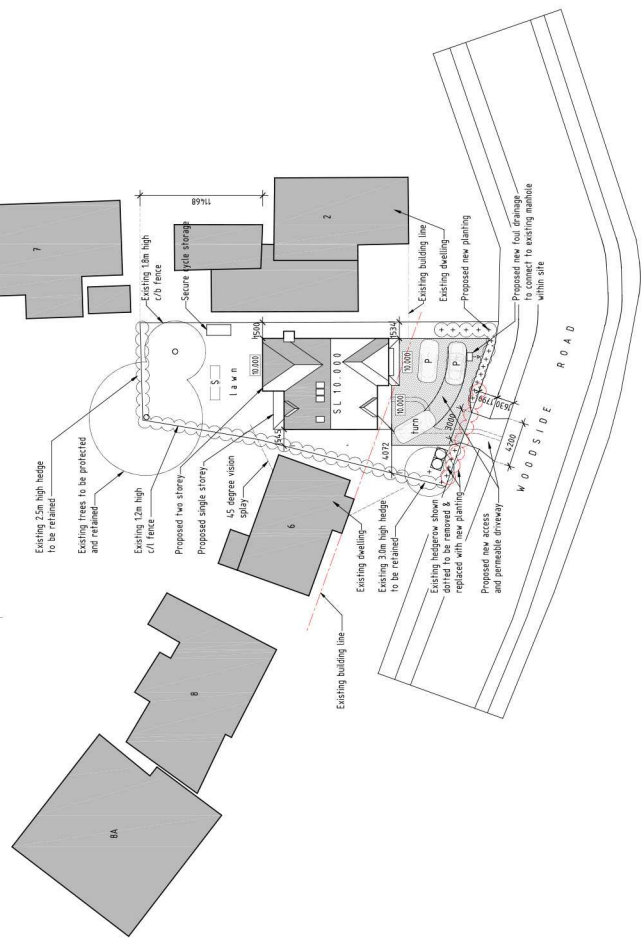 7
Existing 1.8m high
c/b fence
Secure cycle storage
11468
2
Existing building line
Existing dwelling
Proposed new planting
Proposed new foul drainage
to connect to existing manhole
within site
Existing 2.5m high hedge
to be retained
Existing trees to be protected
and retained
Existing 1.2m high
c/l fence
Proposed two storey
Proposed single storey
45 degree vision
splay
6
Existing dwelling
Existing 3.0m high hedge
to be retained
Existing hedgerow shown
dotted to be removed &
replaced with new planting
Proposed new access
and permeable driveway
Existing building line
8
8A
S
lawn
10.000
1500
SL 10.000
1534
10.000
10.000
P
P
turn
545
4072
3000
1799
4200
WOODSIDE ROAD